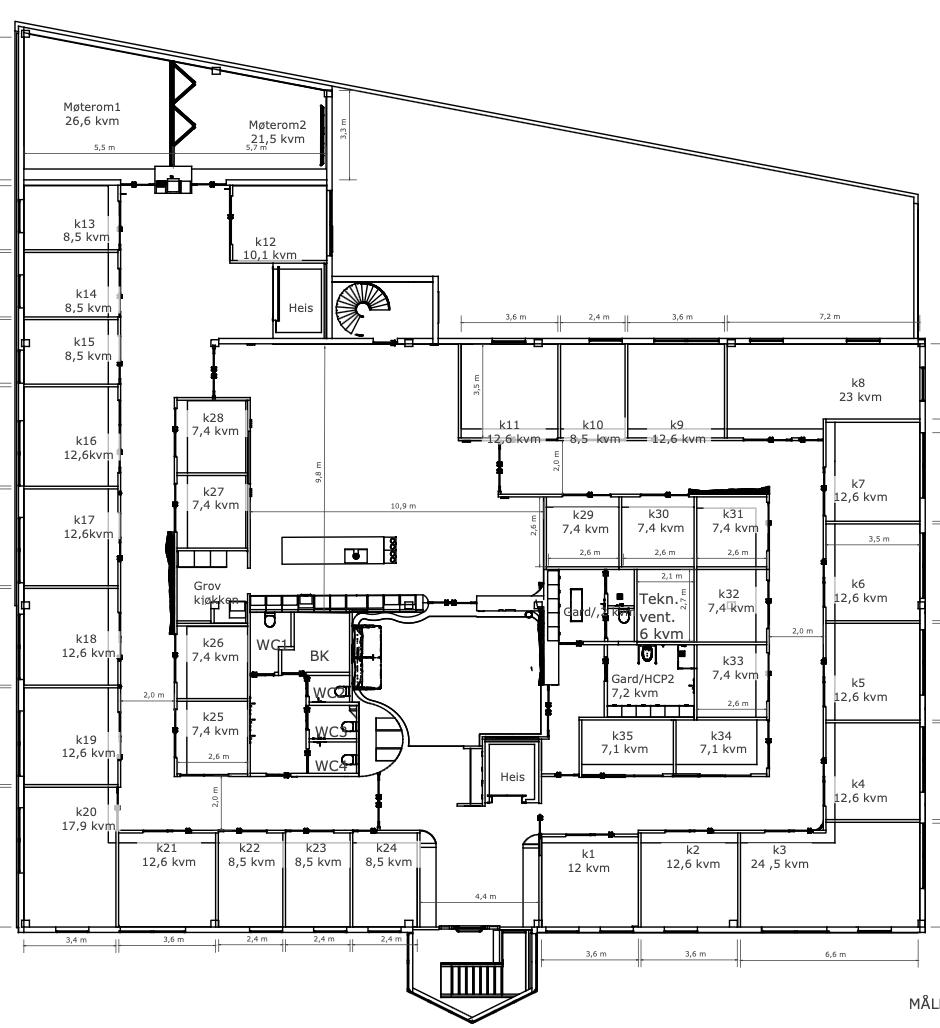 Møterom1
26,6 kvm
Møterom2
21,5 kvm
5,5 m
5,7 m
3,3 m
k13
8,5 kvm
k12
10,1 kvm
k14
8,5 kvm
Heis
k15
8,5 kvm
3,6 m
2,4 m
3,6 m
7,2 m
3,5 m
k8
23 kvm
k28
7,4 kvm
k11
12,6 kvm
k10
8,5 kvm
k9
12,6 kvm
k16
12,6kvm
9,8 m
2,0 m
k27
7,4 kvm
k7
12,6 kvm
10,9 m
k17
12,6kvm
2,6 m
k29
7,4 kvm
k30
7,4 kvm
k31
7,4 kvm
3,5 m
2,6 m
2,6 m
2,6 m
Grov
kjøkken
2,1 m
2,7 m
k32
7,4 kvm
k6
12,6 kvm
Tekn.
vent.
6 kvm
k18
12,6 kvm
k26
7,4 kvm
WC1
BK
2,0 m
k33
7,4 kvm
Gard/HCP2
7,2 kvm
k5
12,6 kvm
2,0 m
WC2
2,6 m
k25
7,4 kvm
WC3
k19
12,6 kvm
2,6 m
WC4
k35
7,1 kvm
k34
7,1 kvm
Heis
k4
12,6 kvm
2,0 m
k20
17,9 kvm
k21
12,6 kvm
k22
8,5 kvm
k23
8,5 kvm
k24
8,5 kvm
k1
12 kvm
k2
12,6 kvm
k3
24 ,5 kvm
4,4 m
3,4 m
3,6 m
2,4 m
2,4 m
2,4 m
3,6 m
3,6 m
6,6 m